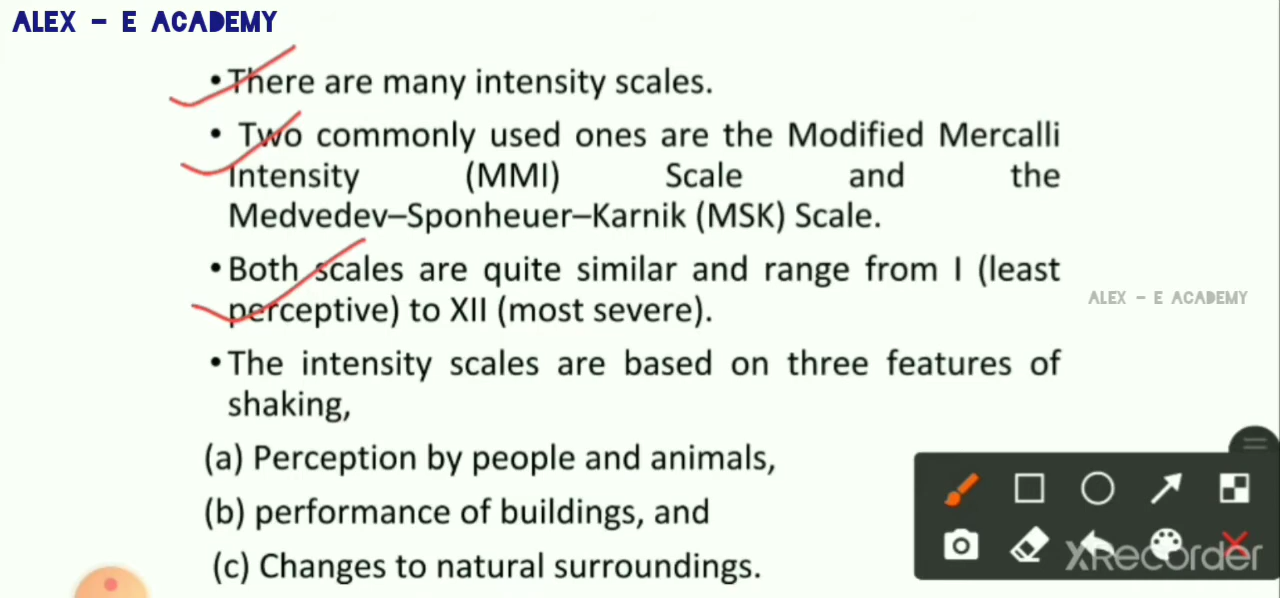 ALEX - E ACADEMY
• There are many intensity scales.
• Two commonly used ones are the Modified Mercalli
Intensity (MMI) Scale and the
Medvedev–Sponheuer–Karnik (MSK) Scale.
• Both scales are quite similar and range from I (least
perceptive) to XII (most severe).
ALEX - E ACADEMY
• The intensity scales are based on three features of
shaking,
(a) Perception by people and animals,
(b) performance of buildings, and
(c) Changes to natural surroundings.
XRecorder